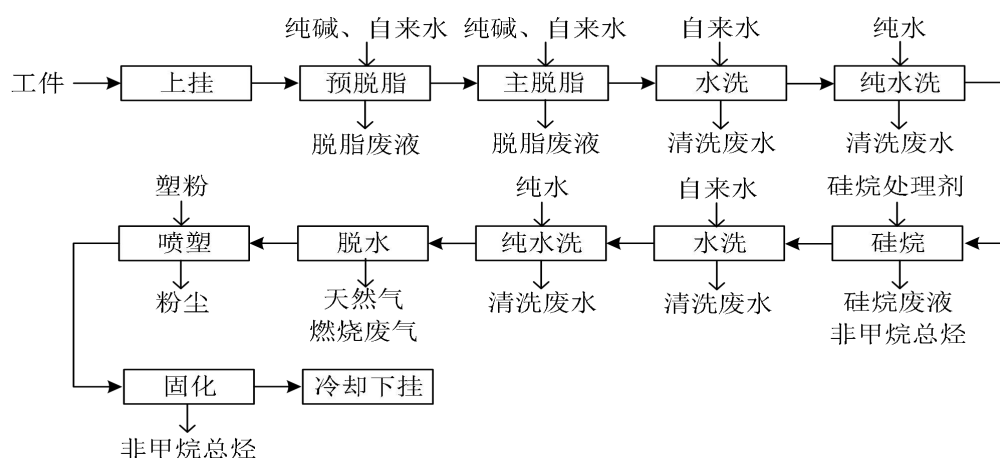 纯碱、自来水 纯碱、自来水 自来水 纯水
工件 上挂 预脱脂 主脱脂 水洗 纯水洗
脱脂废液 脱脂废液 清洗废水 清洗废水
塑粉 纯水 自来水 硅烷处理剂
喷塑 脱水 纯水洗 水洗 硅烷
粉尘 天然气 清洗废水 清洗废水 硅烷废液
燃烧废气 非甲烷总烃
固化 冷却下挂
非甲烷总烃